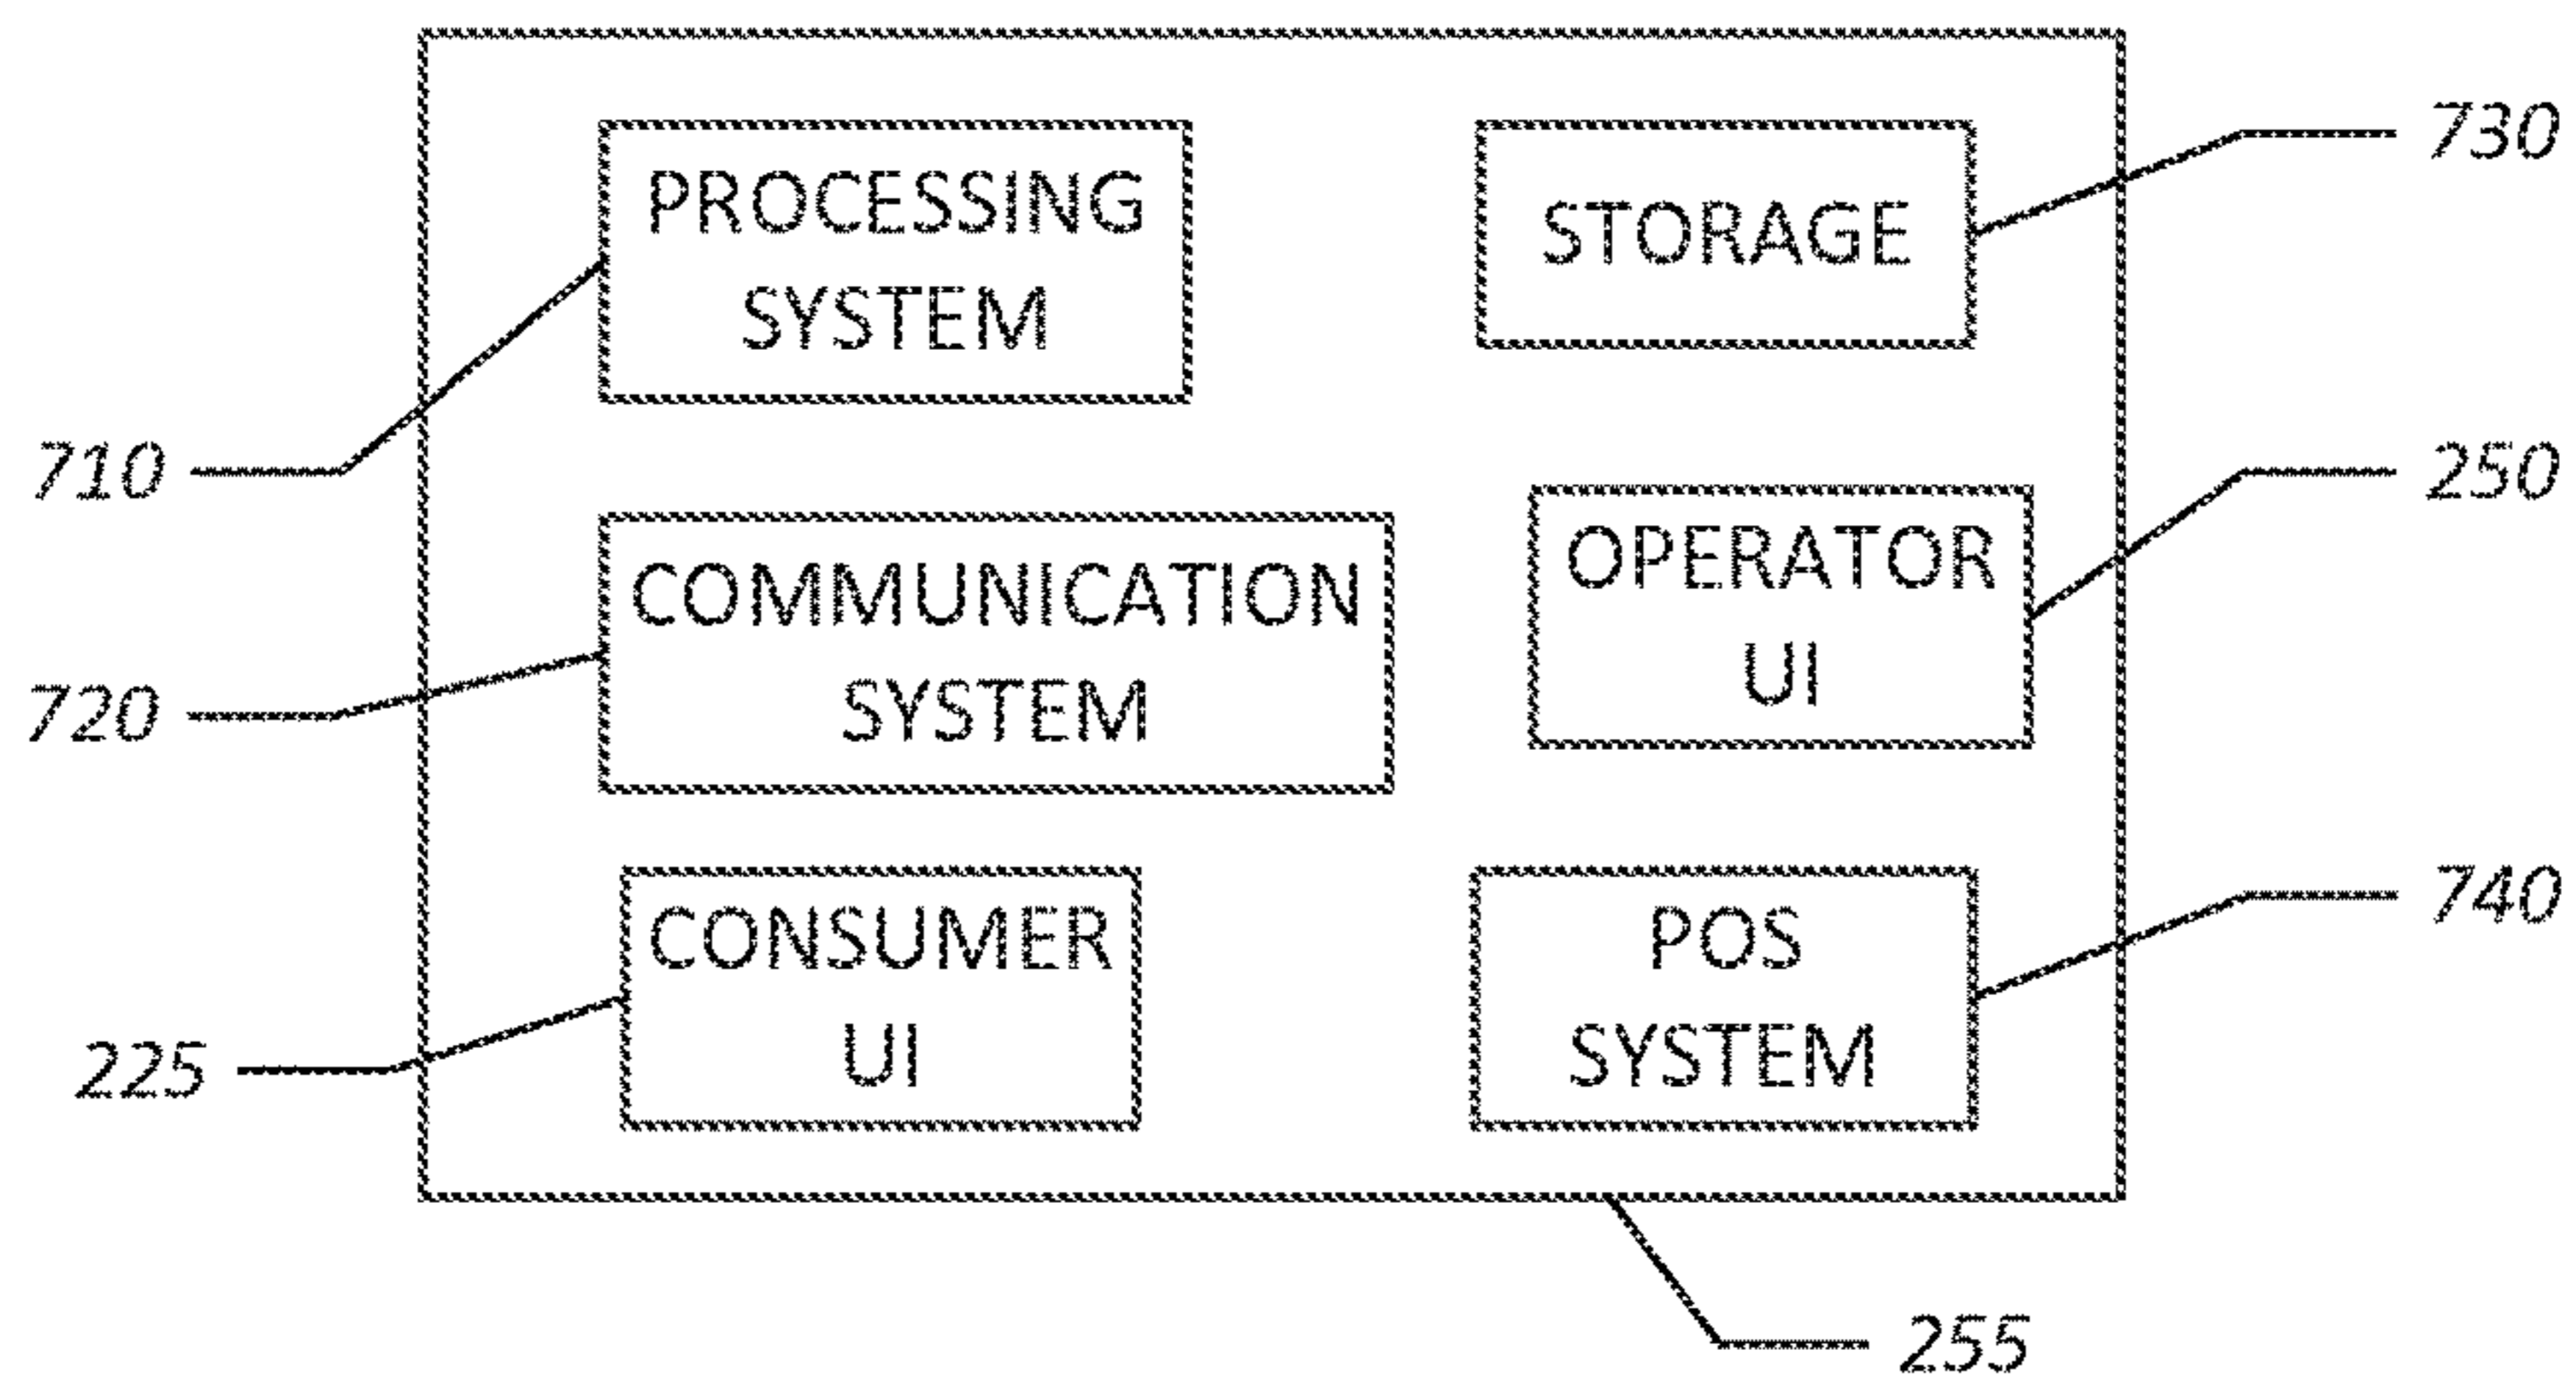 PROCESSING
SYSTEM
710
STORAGE
730
COMMUNICATION
SYSTEM
720
OPERATOR
UI
250
CONSUMER
UI
225
POS
SYSTEM
740
255